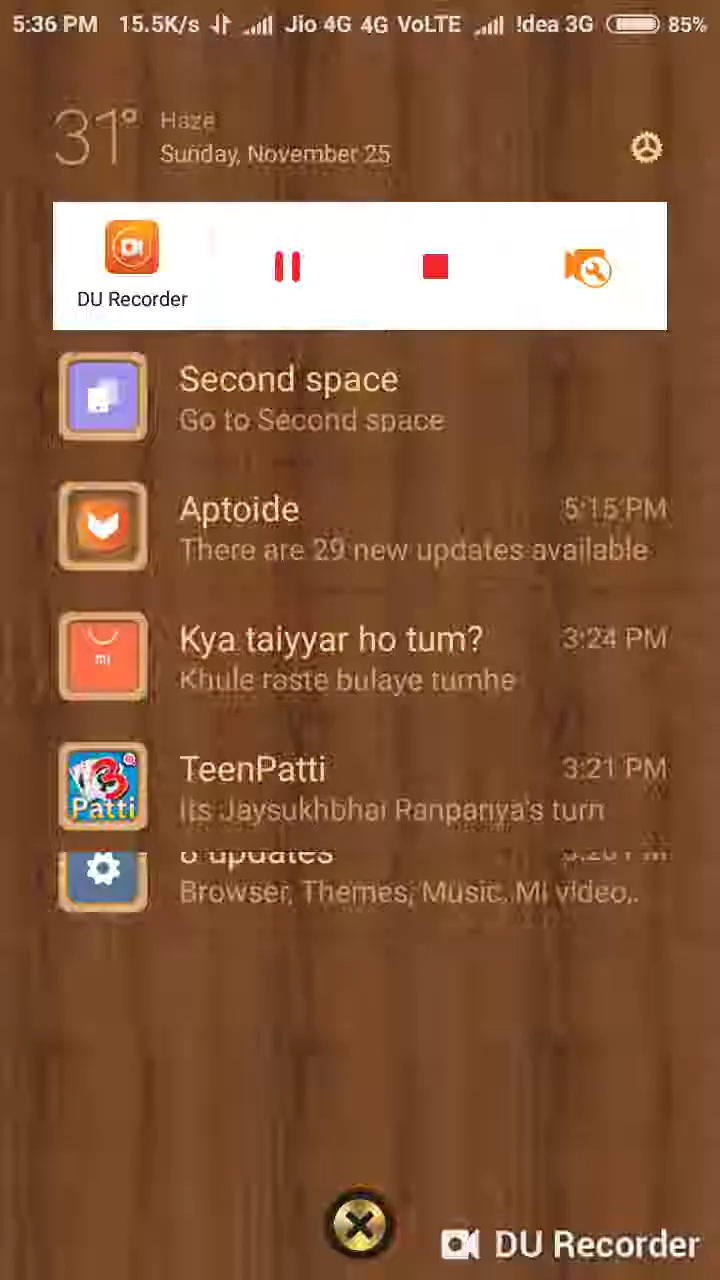 5:36 PM 15.5K/s Jio 4G 4G VoLTE !dea 3G 85%
31° Haze
Sunday, November 25
DU Recorder
Second space
Go to Second space
Aptoide 5:15 PM
There are 29 new updates available
mi
Kya taiyyar ho tum? 3:24 PM
Khule raste bulaye tumhe
3 Patti
TeenPatti 3:21 PM
Its Jaysukhbhai Ranpariya's turn
updates
Browser, Themes, Music, Mi Video,.
DU Recorder